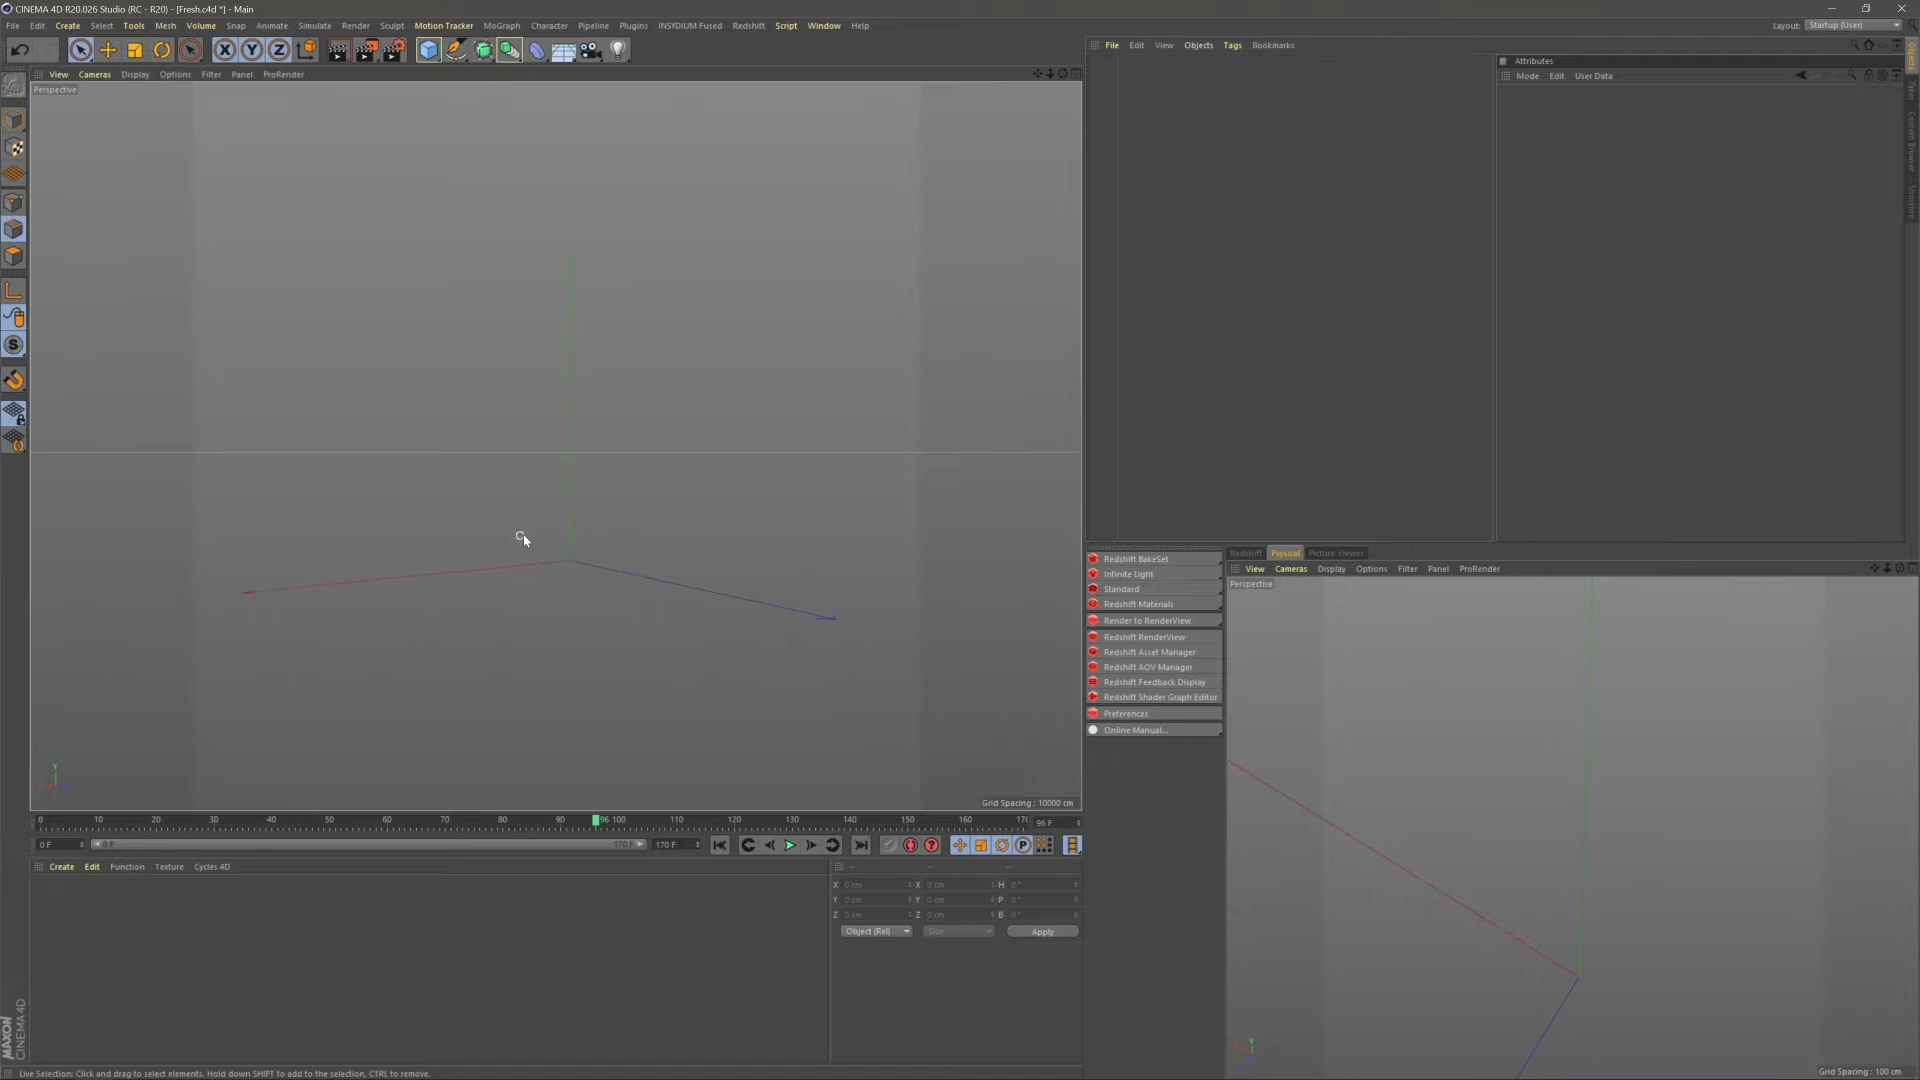 CINEMA 4D R20.026 Studio (RC - R20) - [Fresh.c4d *] - Main
File Edit Create Select Tools Mesh Volume Snap Animate Simulate Render Sculpt Motion Tracker MoGraph Character Pipeline Plugins INSYDIUM Fused Redshift Script Window Help
Layout: Startup (User)
X Y Z
File Edit View Objects Tags Bookmarks
Attributes
Mode Edit User Data
Objects
Takes
Content Browser
Structure
View Cameras Display Options Filter Panel ProRender
Perspective
S
Y
Grid Spacing : 10000 cm
0 10 20 30 40 50 60 70 80 90 96 100 110 120 130 140 150 160 170
96 F
0 F 0 F 170 F 170 F
P
Create Edit Function Texture Cycles 4D
-- -- --
X 0 cm X 0 cm H 0 °
Y 0 cm Y 0 cm P 0 °
Z 0 cm Z 0 cm B 0 °
Object (Rel) Size Apply
Redshift BakeSet
Infinite Light
Standard
Redshift Materials
Render to RenderView
Redshift RenderView
Redshift Asset Manager
Redshift AOV Manager
Redshift Feedback Display
Redshift Shader Graph Editor
Preferences
Online Manual...
Redshift Psyical Picture Viewer
View Cameras Display Options Filter Panel ProRender
Perspective
Y
Grid Spacing : 100 cm
MAXON
CINEMA 4D
Live Selection: Click and drag to select elements. Hold down SHIFT to add to the selection, CTRL to remove.